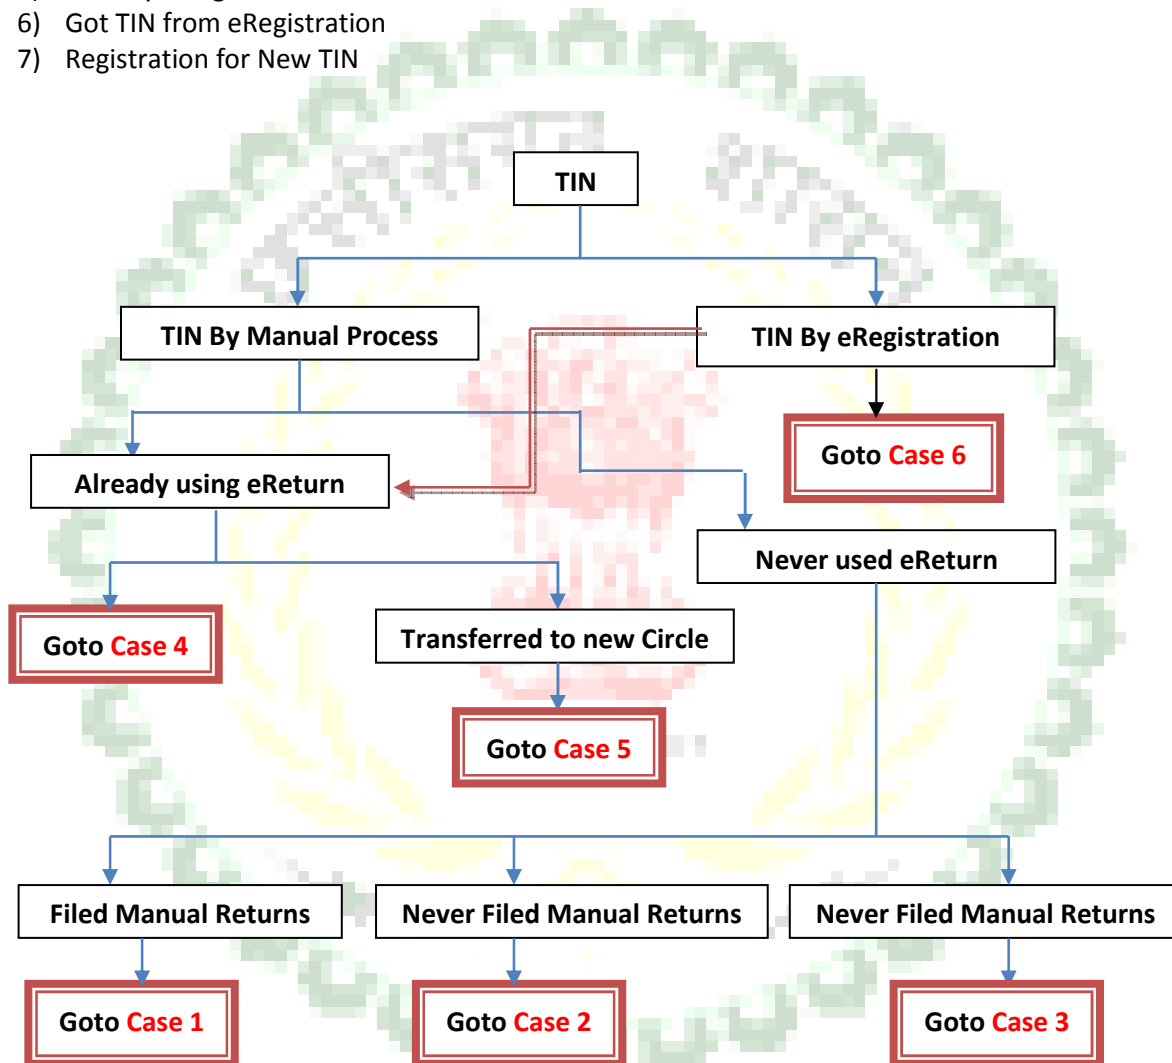 6) Got TIN from eRegistration
7) Registration for New TIN
TIN
TIN By Manual Process
TIN By eRegistration
Goto Case 6
Already using eReturn
Never used eReturn
Goto Case 4
Transferred to new Circle
Goto Case 5
Filed Manual Returns
Never Filed Manual Returns
Never Filed Manual Returns
Goto Case 1
Goto Case 2
Goto Case 3